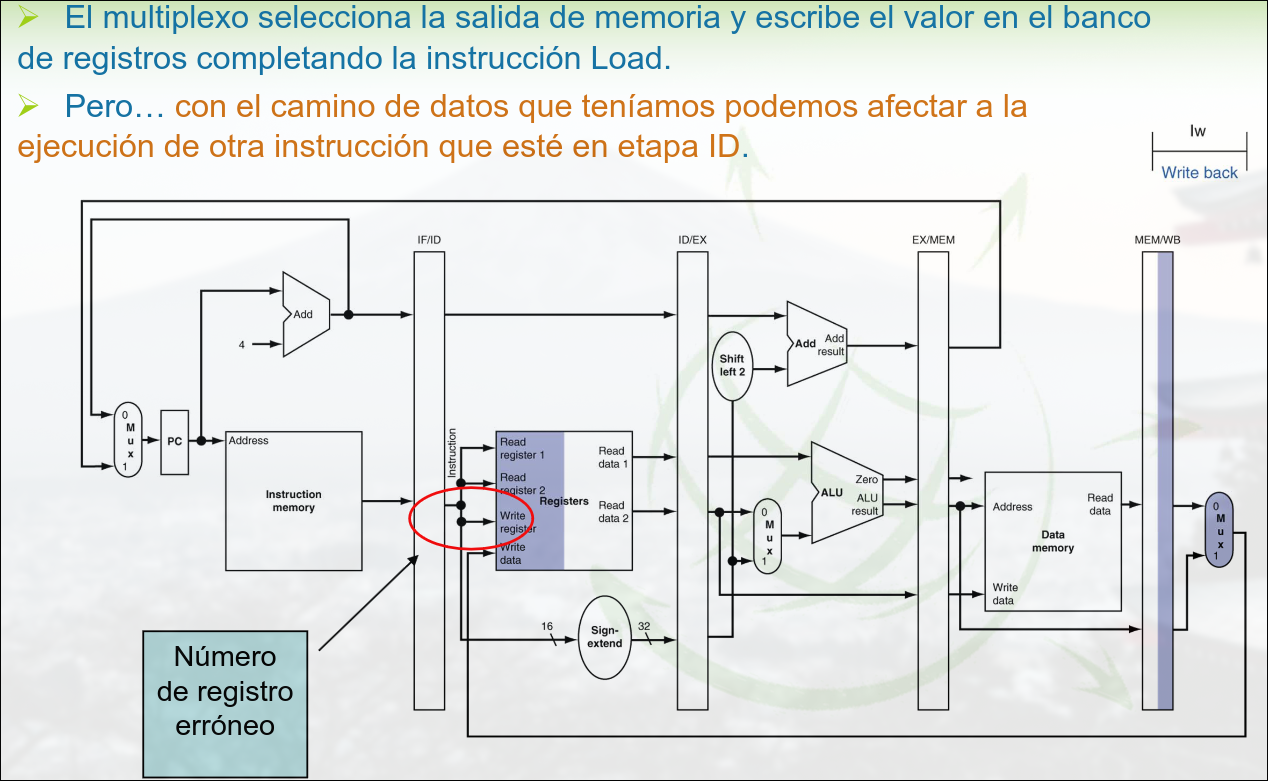 El multiplexo selecciona la salida de memoria y escribe el valor en el banco
de registros completando la instrucción Load.
Pero… con el camino de datos que teníamos podemos afectar a la
ejecución de otra instrucción que esté en etapa ID.
lw
Write back
IF/ID
ID/EX
EX/MEM
MEM/WB
Add
4
Add
Add
result
Shift
left 2
0
M
u
x
1
PC
Address
Instruction
memory
Instruction
Read
register 1
Read
register 2
Write
register
Write
data
Registers
Read
data 1
Read
data 2
0
M
u
x
1
Zero
ALU
ALU
result
Address
Read
data
Data
memory
Write
data
0
M
u
x
1
16
Sign-
extend
32
Número
de registro
erróneo